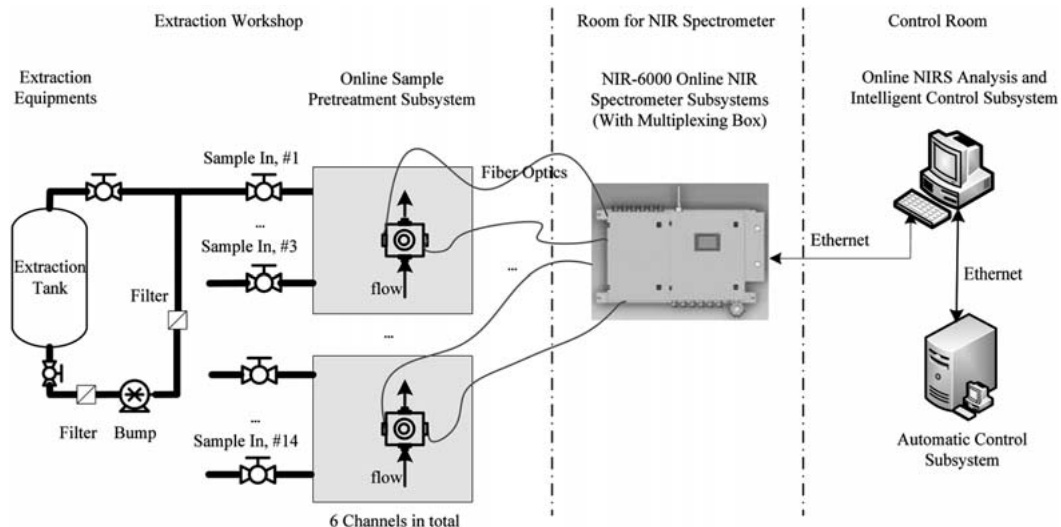 Extraction Workshop
Room for NIR Spectrometer
Control Room
Extraction
Equipments
Online Sample
Pretreatment Subsystem
NIR-6000 Online NIR
Spectrometer Subsystems
(With Multiplexing Box)
Online NIRS Analysis and
Intelligent Control Subsystem
Sample In, #1
Fiber Optics
...
Sample In, #3
Ethernet
Extraction
Tank
Filter
flow
...
Ethernet
...
Filter
Bump
...
Sample In, #14
flow
Automatic Control
Subsystem
6 Channels in total